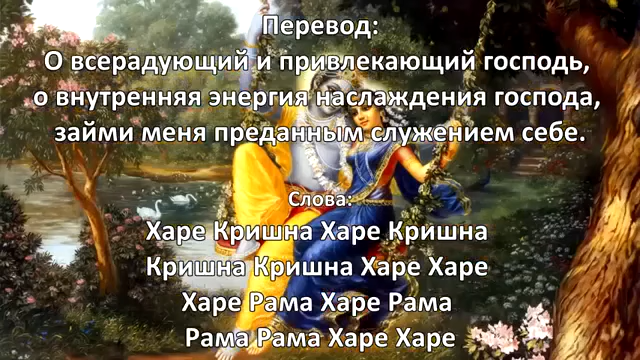 Перевод:
О всерадующий и привлекающий господь,
о внутренняя энергия наслаждения господа,
займи меня преданным служением себе.
Слова:
Харе Кришна Харе Кришна
Кришна Кришна Харе Харе
Харе Рама Харе Рама
Рама Рама Харе Харе